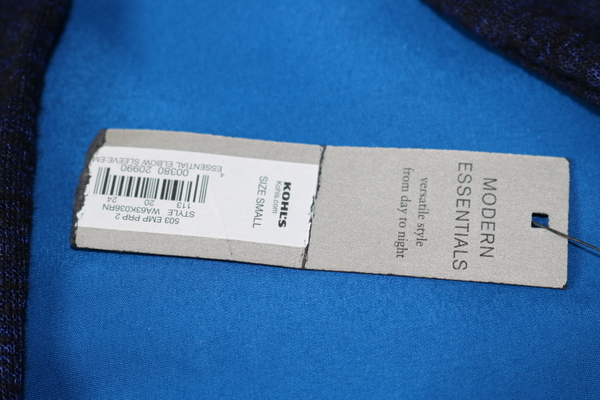 MODERN
ESSENTIALS
versatile style
from day to night
KOHL'S
Kohls.com
SIZE SMALL
ESSENTIAL ELBOW SLEEVE EM
00380 20990
113 20 24
STYLE WA63K036RN
503 EMP PRP 2